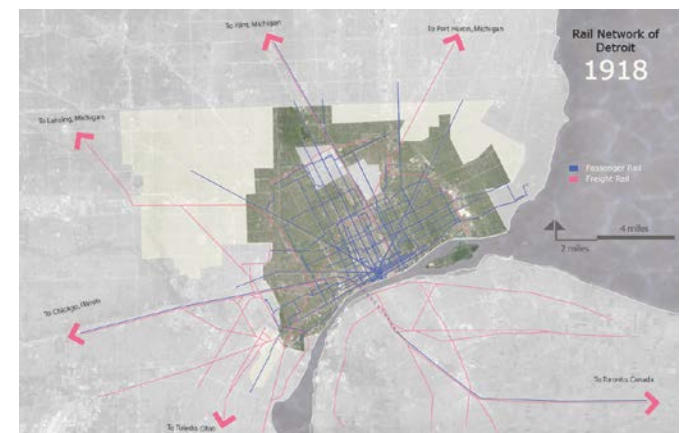 To Flint, Michigan
To Port Huron, Michigan
Rail Network of
Detroit
1918
To Lansing, Michigan
Passenger Rail
Freight Rail
4 miles
2 miles
To Chicago, Illinois
To Toronto, Canada
To Toledo, Ohio